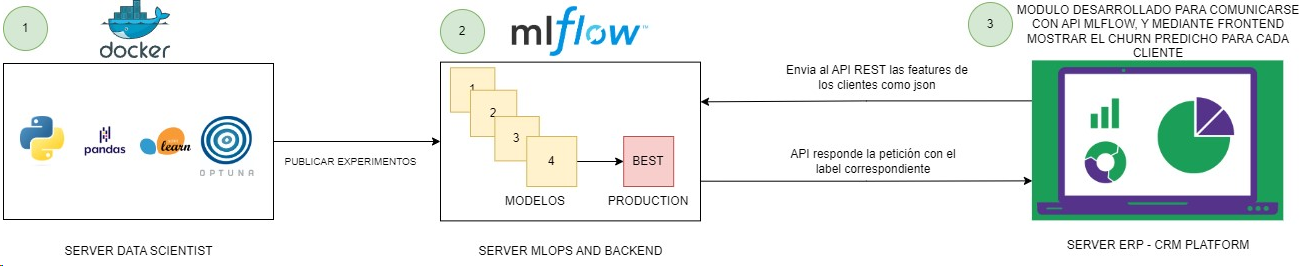 1
docker
pandas
learn
OPTUNA
SERVER DATA SCIENTIST
PUBLICAR EXPERIMENTOS
2
mlflow™
1
2
3
4
BEST
MODELOS
PRODUCTION
SERVER MLOPS AND BACKEND
Envia al API REST las features de
los clientes como json
API responde la petición con el
label correspondiente
3
MODULO DESARROLLADO PARA COMUNICARSE
CON API MLFLOW, Y MEDIANTE FRONTEND
MOSTRAR EL CHURN PREDICHO PARA CADA
CLIENTE
SERVER ERP - CRM PLATFORM